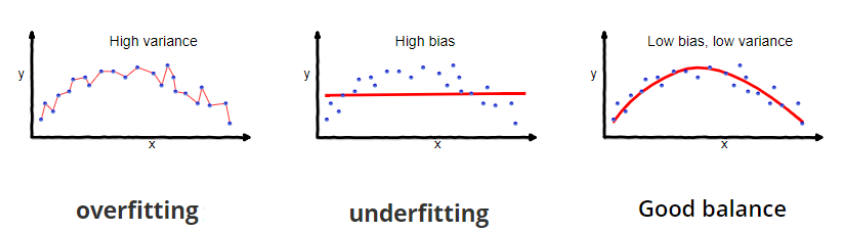 High variance
y
x
overfitting
High bias
y
x
underfitting
Low bias, low variance
y
x
Good balance